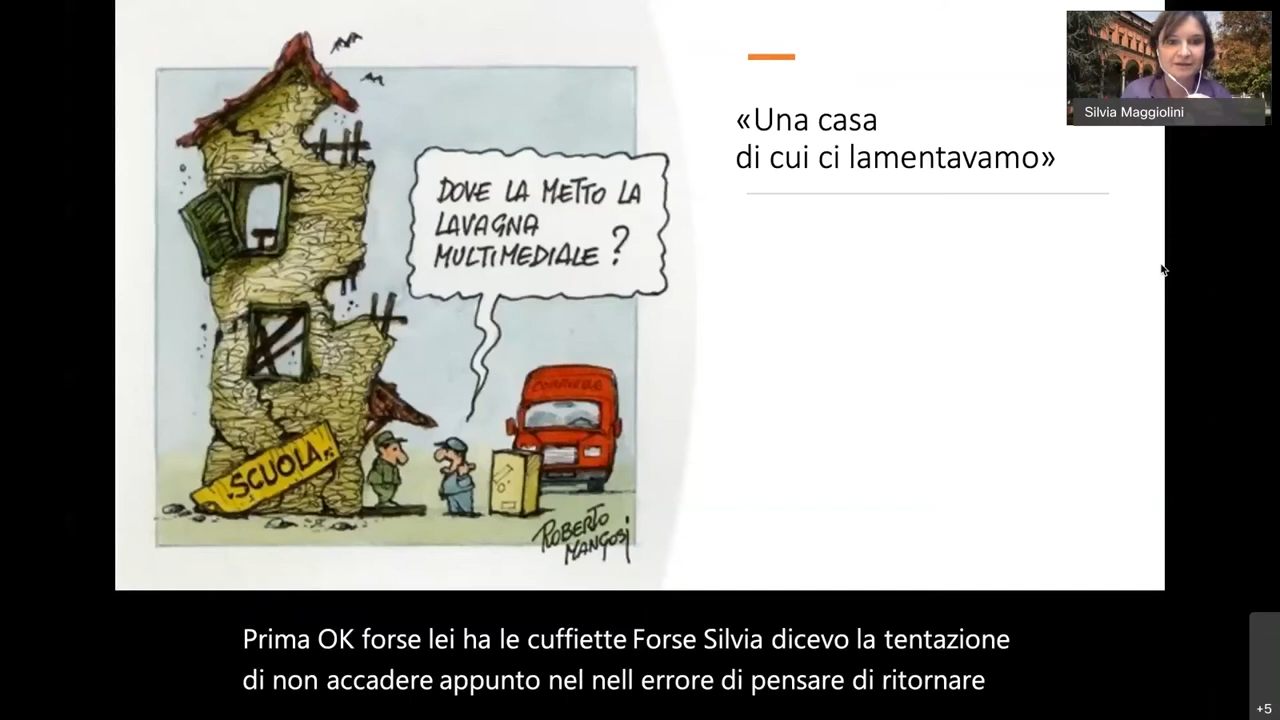 Silvia Maggiolini
«Una casa
di cui ci lamentavamo»
DOVE LA METTO LA
LAVAGNA
MULTIMEDIALE ?
CORRIERE
SCUOLA
ROBERTO
MANGOSI
Prima OK forse lei ha le cuffiette Forse Silvia dicevo la tentazione
di non accadere appunto nel nell errore di pensare di ritornare
+5